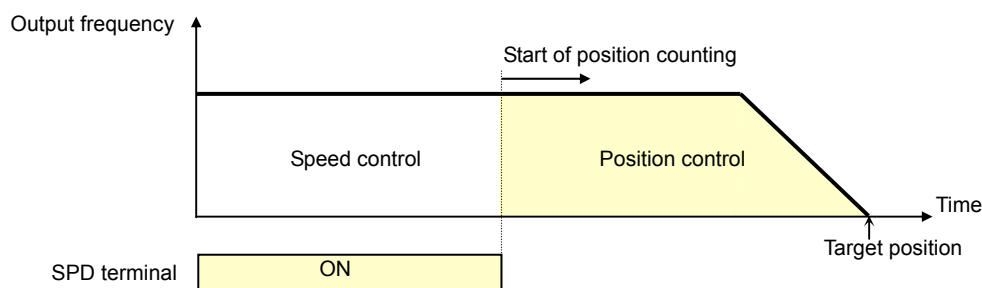 Output frequency
Start of position counting
Speed control
Position control
Time
Target position
SPD terminal
ON